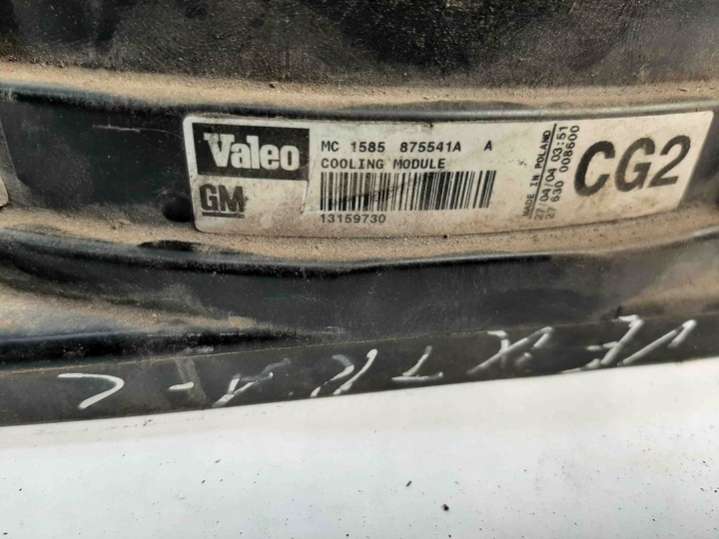 Valeo
GM
MC 1585 875541A A
COOLING MODULE
13159730
MADE IN POLAND
27/04/04 03:51
27 630 008600
CG2
VEKTRA-C